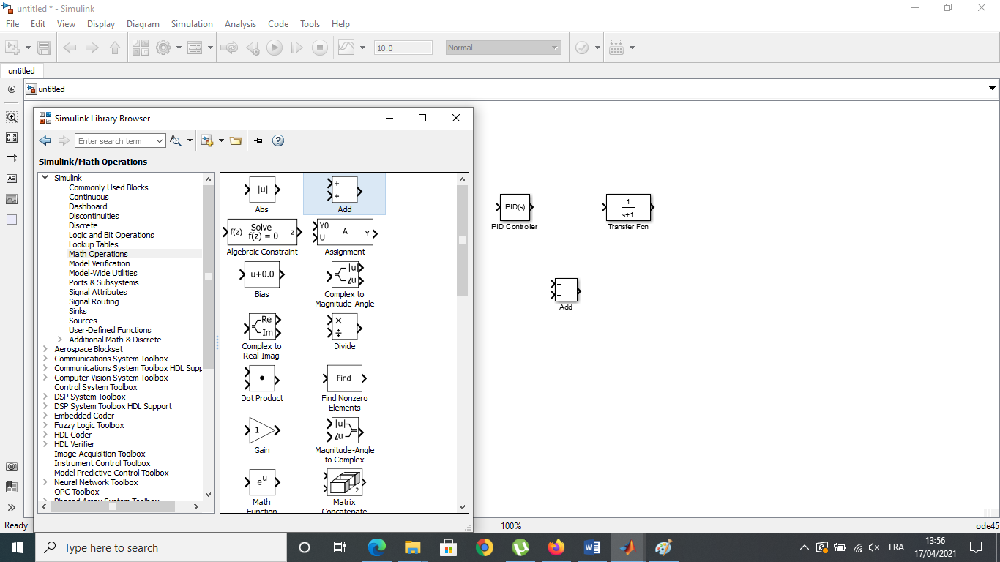 untitled * - Simulink
File Edit View Display Diagram Simulation Analysis Code Tools Help
10.0 Normal
untitled
untitled
Simulink Library Browser
Enter search term
Simulink/Math Operations
Simulink
Commonly Used Blocks
Continuous
Dashboard
Discontinuities
Discrete
Logic and Bit Operations
Lookup Tables
Math Operations
Model Verification
Model-Wide Utilities
Ports & Subsystems
Signal Attributes
Signal Routing
Sinks
Sources
User-Defined Functions
Additional Math & Discrete
Aerospace Blockset
Communications System Toolbox
Communications System Toolbox HDL Supp
Computer Vision System Toolbox
Control System Toolbox
DSP System Toolbox
DSP System Toolbox HDL Support
Embedded Coder
Fuzzy Logic Toolbox
HDL Coder
HDL Verifier
Image Acquisition Toolbox
Instrument Control Toolbox
Model Predictive Control Toolbox
Neural Network Toolbox
OPC Toolbox
Phased Array System Toolbox
|u|
Abs
+
+
Add
f(z) Solve z
f(z) = 0
Algebraic Constraint
Y0
U A Y
Assignment
u+0.0
Bias
|u|
∠u
Complex to
Magnitude-Angle
Re
Im
Complex to
Real-Imag
×
÷
Divide
Dot Product
Find
Find Nonzero
Elements
1
Gain
|u|
∠u
Magnitude-Angle
to Complex
e^u
Math
Function
2
Matrix
Concatenate
PID(s)
PID Controller
1
s+1
Transfer Fcn
+
+
Add
Ready 100% ode45
Type here to search
FRA
13:56
17/04/2021